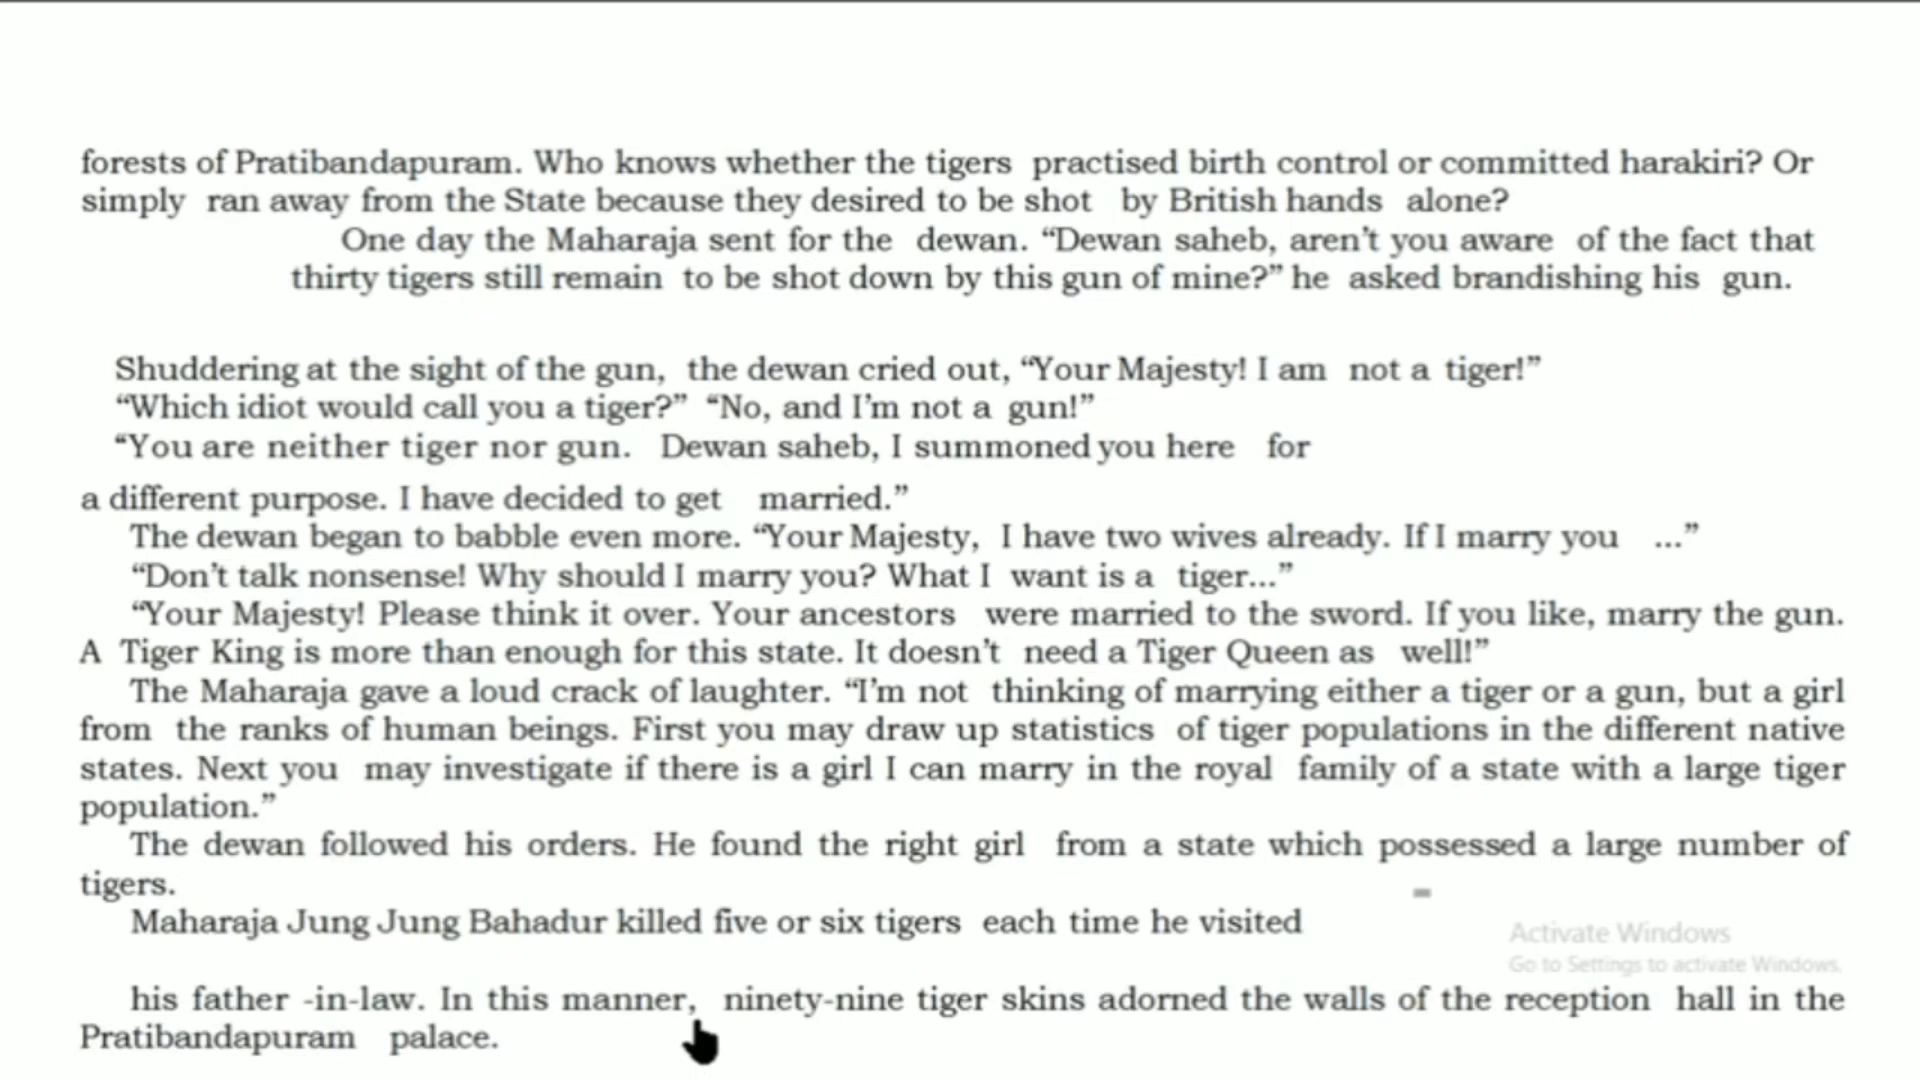 forests of Pratibandapuram. Who knows whether the tigers practised birth control or committed harakiri? Or
simply ran away from the State because they desired to be shot by British hands alone?
One day the Maharaja sent for the dewan. “Dewan saheb, aren’t you aware of the fact that
thirty tigers still remain to be shot down by this gun of mine?” he asked brandishing his gun.
Shuddering at the sight of the gun, the dewan cried out, “Your Majesty! I am not a tiger!”
“Which idiot would call you a tiger?” “No, and I’m not a gun!”
“You are neither tiger nor gun. Dewan saheb, I summoned you here for
a different purpose. I have decided to get married.”
The dewan began to babble even more. “Your Majesty, I have two wives already. If I marry you ...”
“Don’t talk nonsense! Why should I marry you? What I want is a tiger...”
“Your Majesty! Please think it over. Your ancestors were married to the sword. If you like, marry the gun.
A Tiger King is more than enough for this state. It doesn’t need a Tiger Queen as well!”
The Maharaja gave a loud crack of laughter. “I’m not thinking of marrying either a tiger or a gun, but a girl
from the ranks of human beings. First you may draw up statistics of tiger populations in the different native
states. Next you may investigate if there is a girl I can marry in the royal family of a state with a large tiger
population.”
The dewan followed his orders. He found the right girl from a state which possessed a large number of
tigers.
Maharaja Jung Jung Bahadur killed five or six tigers each time he visited
Activate Windows
Go to Settings to activate Windows.
his father -in-law. In this manner, ninety-nine tiger skins adorned the walls of the reception hall in the
Pratibandapuram palace.